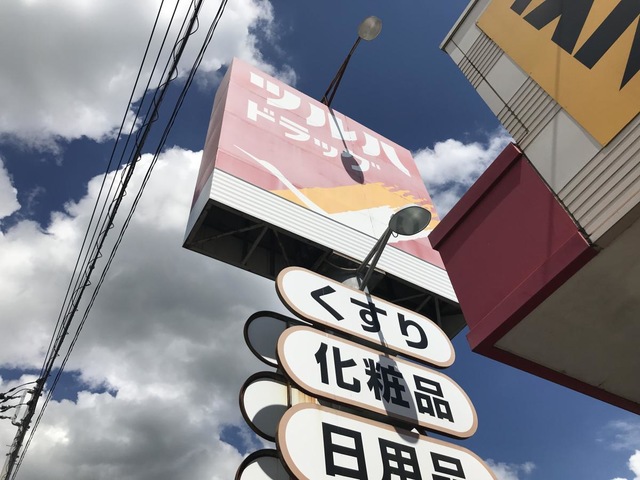 ツルハ
ドラッグ
くすり
化粧品
日用品